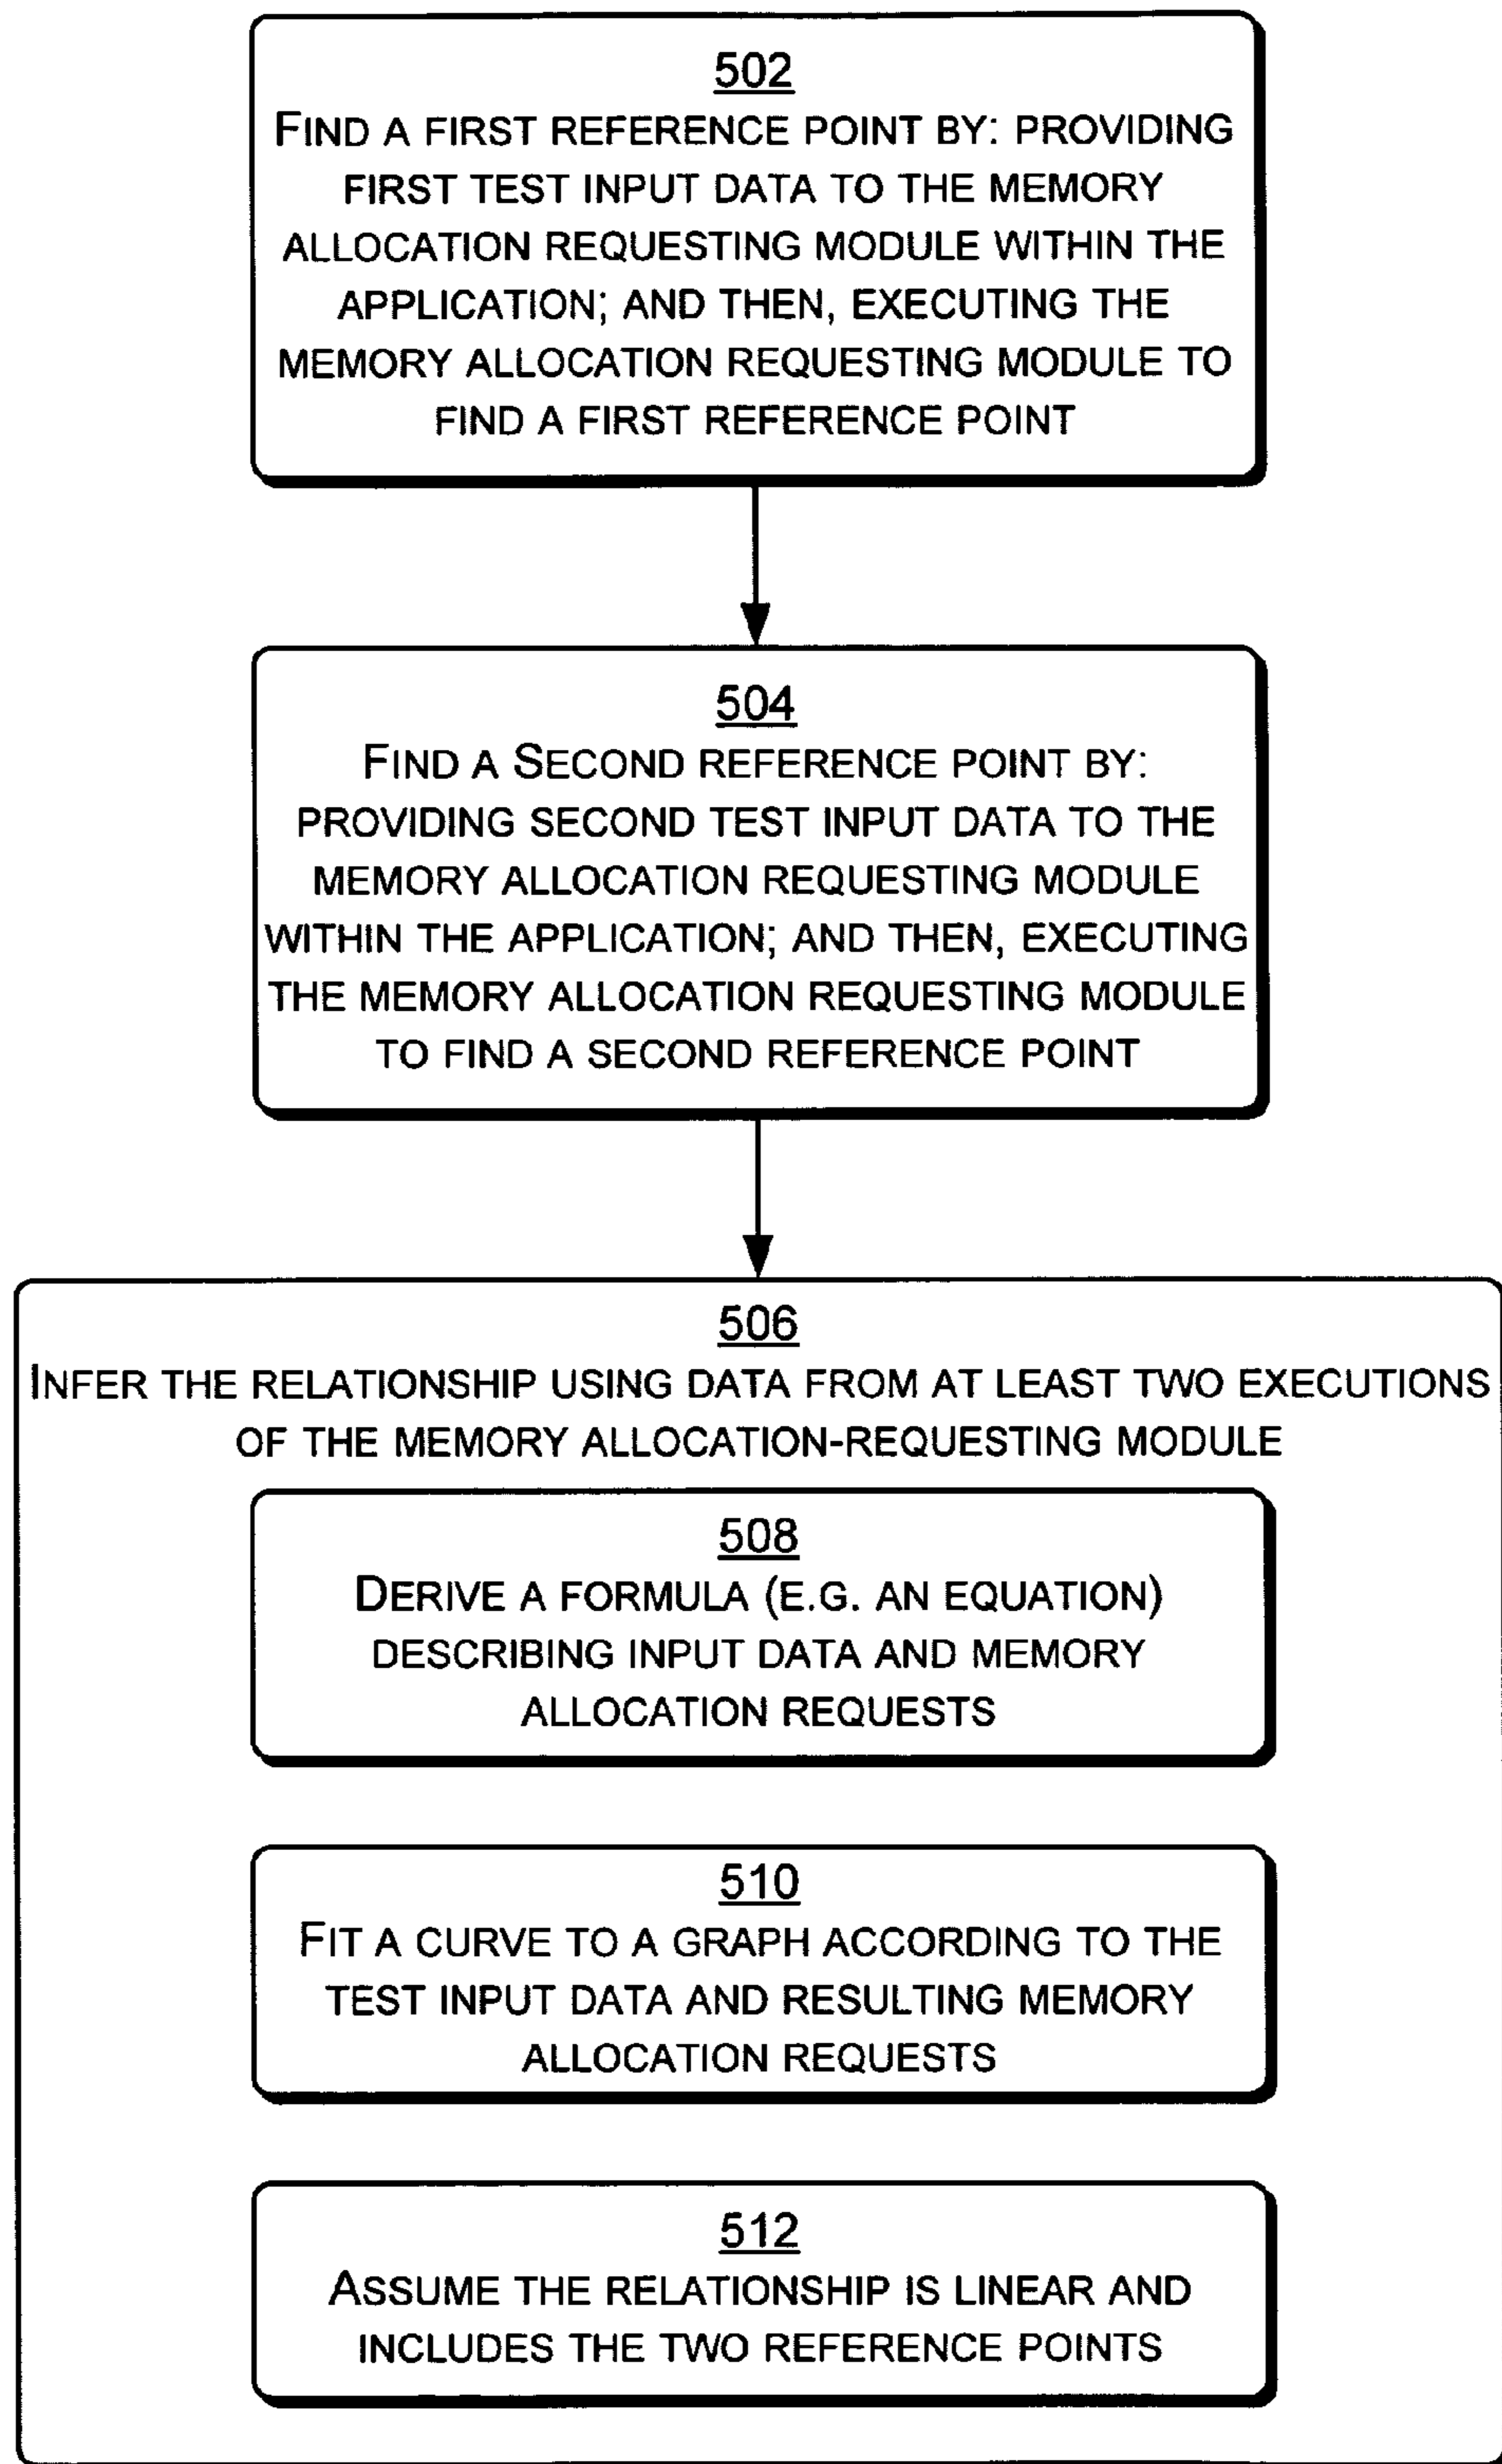 502
FIND A FIRST REFERENCE POINT BY: PROVIDING
FIRST TEST INPUT DATA TO THE MEMORY
ALLOCATION REQUESTING MODULE WITHIN THE
APPLICATION; AND THEN, EXECUTING THE
MEMORY ALLOCATION REQUESTING MODULE TO
FIND A FIRST REFERENCE POINT
504
FIND A SECOND REFERENCE POINT BY:
PROVIDING SECOND TEST INPUT DATA TO THE
MEMORY ALLOCATION REQUESTING MODULE
WITHIN THE APPLICATION; AND THEN, EXECUTING
THE MEMORY ALLOCATION REQUESTING MODULE
TO FIND A SECOND REFERENCE POINT
506
INFER THE RELATIONSHIP USING DATA FROM AT LEAST TWO EXECUTIONS
OF THE MEMORY ALLOCATION-REQUESTING MODULE
508
DERIVE A FORMULA (E.G. AN EQUATION)
DESCRIBING INPUT DATA AND MEMORY
ALLOCATION REQUESTS
510
FIT A CURVE TO A GRAPH ACCORDING TO THE
TEST INPUT DATA AND RESULTING MEMORY
ALLOCATION REQUESTS
512
ASSUME THE RELATIONSHIP IS LINEAR AND
INCLUDES THE TWO REFERENCE POINTS